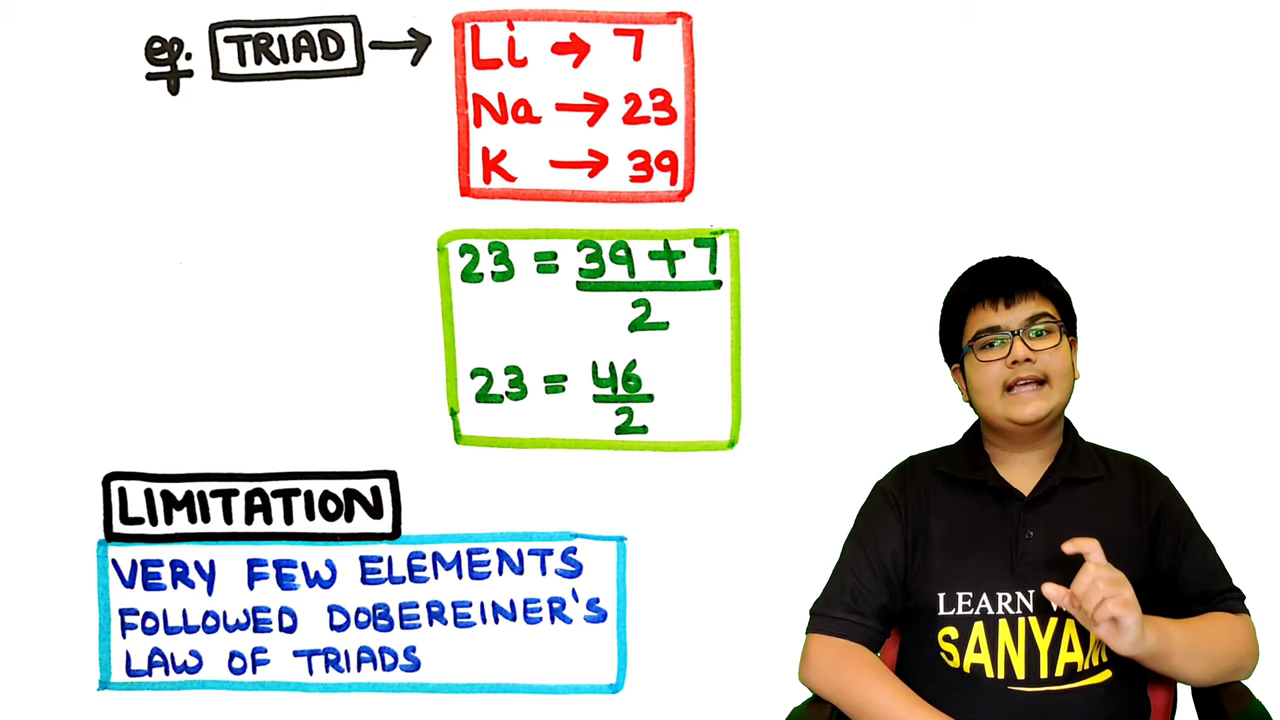 eg. TRIAD →
Li → 7
Na → 23
K → 39
23 = 39 + 7
2
23 = 46
2
LIMITATION
VERY FEW ELEMENTS
FOLLOWED DOBEREINER'S
LAW OF TRIADS
LEARN
SANYAM